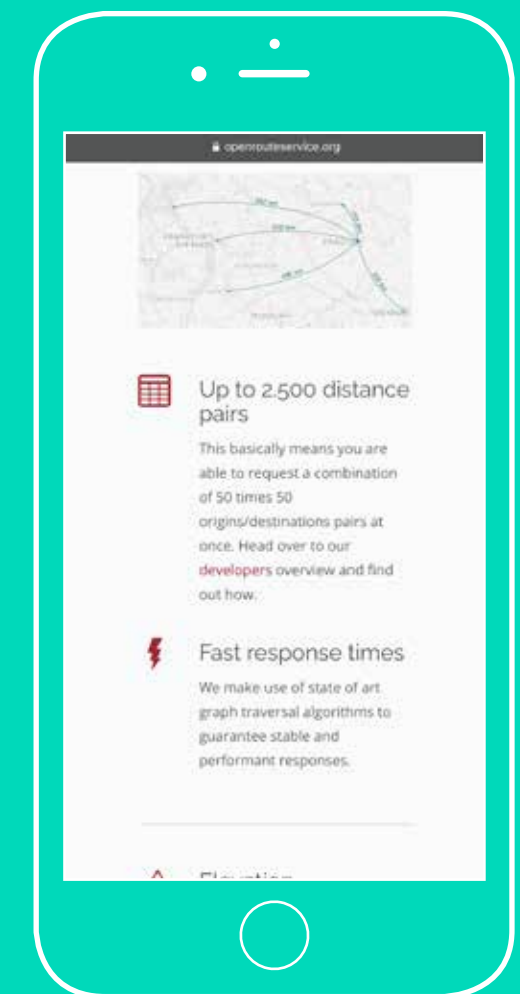 openrouteservice.org
Up to 2.500 distance
pairs
This basically means you are
able to request a combination
of 50 times 50
origins/destinations pairs at
once. Head over to our
developers overview and find
out how.
Fast response times
We make use of state of art
graph traversal algorithms to
guarantee stable and
performant responses.